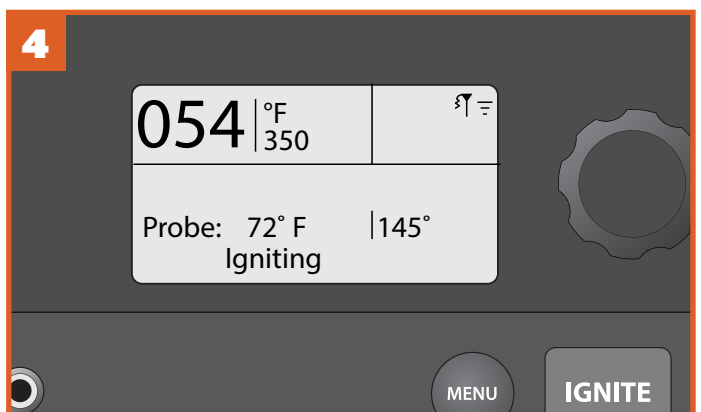 4
054 °F
350
Probe: 72° F 145°
Igniting
MENU IGNITE